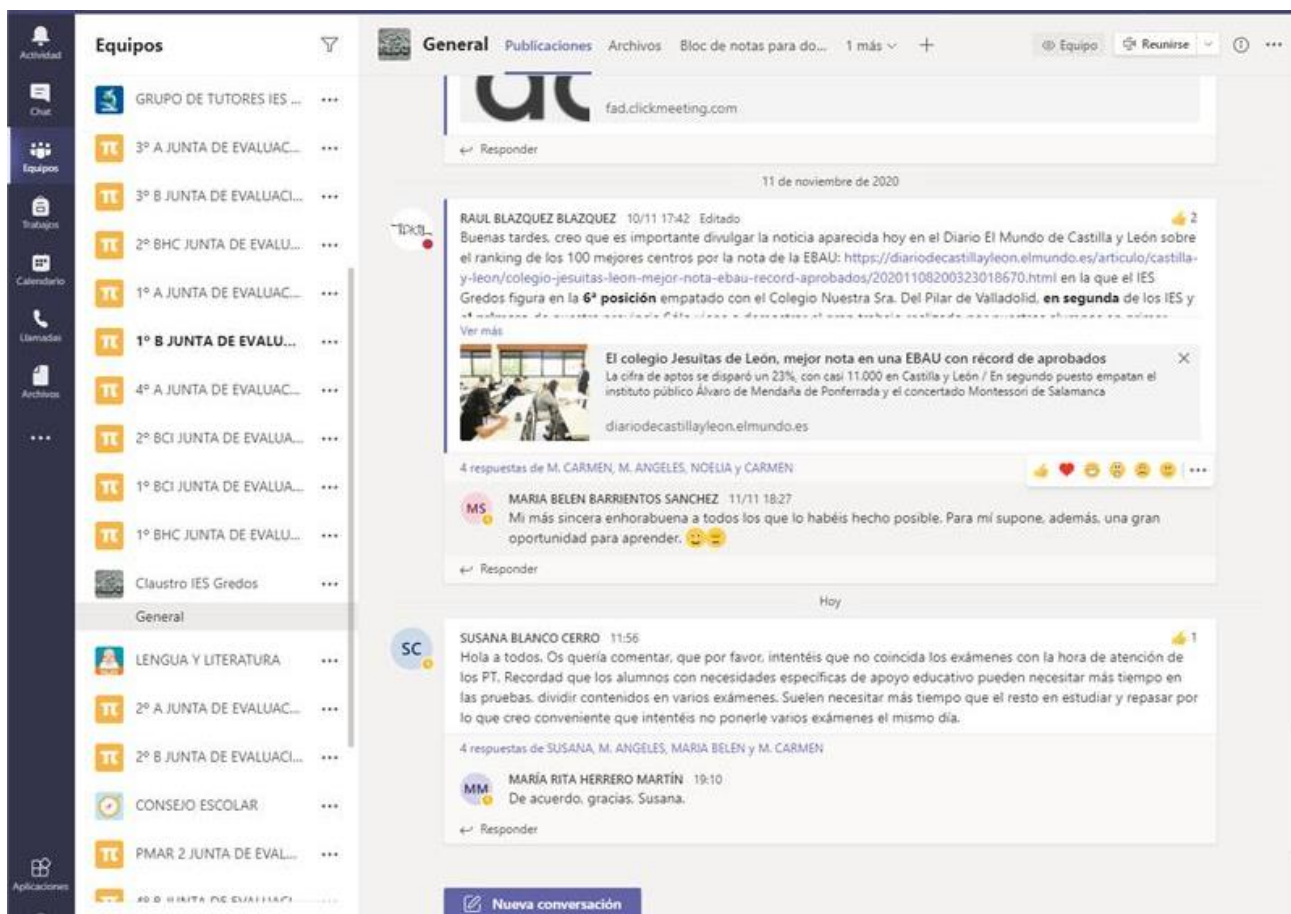 Actividad
Chat
Equipos
Trabajos
Calendario
Llamadas
Archivos
Aplicaciones
Equipos
GRUPO DE TUTORES IES ...
3º A JUNTA DE EVALUAC...
3º B JUNTA DE EVALUACI...
2º BHC JUNTA DE EVALU...
1º A JUNTA DE EVALUAC...
1º B JUNTA DE EVALU...
4º A JUNTA DE EVALUAC...
2º BCI JUNTA DE EVALUA...
1º BCI JUNTA DE EVALUA...
1º BHC JUNTA DE EVALU...
Claustro IES Gredos
General
LENGUA Y LITERATURA
2º A JUNTA DE EVALUAC...
2º B JUNTA DE EVALUACI...
CONSEJO ESCOLAR
PMAR 2 JUNTA DE EVAL...
General Publicaciones Archivos Bloc de notas para do... 1 más + Equipo Reunirse
fad.clickmeeting.com
Responder
11 de noviembre de 2020
RAUL BLAZQUEZ BLAZQUEZ 10/11 17:42 Editado 2
Buenas tardes, creo que es importante divulgar la noticia aparecida hoy en el Diario El Mundo de Castilla y León sobre
el ranking de los 100 mejores centros por la nota de la EBAU: https://diariodecastillayleon.elmundo.es/articulo/castilla-
y-leon/colegio-jesuitas-leon-mejor-nota-ebau-record-aprobados/20201108200323018670.html en la que el IES
Gredos figura en la 6ª posición empatado con el Colegio Nuestra Sra. Del Pilar de Valladolid, en segunda de los IES y
Ver más
El colegio Jesuitas de León, mejor nota en una EBAU con récord de aprobados
La cifra de aptos se disparó un 23%, con casi 11.000 en Castilla y León / En segundo puesto empatan el
instituto público Álvaro de Mendaña de Ponferrada y el concertado Montessori de Salamanca
diariodecastillayleon.elmundo.es
4 respuestas de M. CARMEN, M. ANGELES, NOELIA y CARMEN
MS
MARIA BELEN BARRIENTOS SANCHEZ 11/11 18:27
Mi más sincera enhorabuena a todos los que lo habéis hecho posible. Para mí supone, además, una gran
oportunidad para aprender.
Responder
Hoy
SC
SUSANA BLANCO CERRO 11:56 1
Hola a todos. Os quería comentar, que por favor, intentéis que no coincida los exámenes con la hora de atención de
los PT. Recordad que los alumnos con necesidades específicas de apoyo educativo pueden necesitar más tiempo en
las pruebas, dividir contenidos en varios exámenes. Suelen necesitar más tiempo que el resto en estudiar y repasar por
lo que creo conveniente que intentéis no ponerle varios exámenes el mismo día.
4 respuestas de SUSANA, M. ANGELES, MARIA BELEN y M. CARMEN
MM
MARÍA RITA HERRERO MARTÍN 19:10
De acuerdo, gracias, Susana.
Responder
Nueva conversación